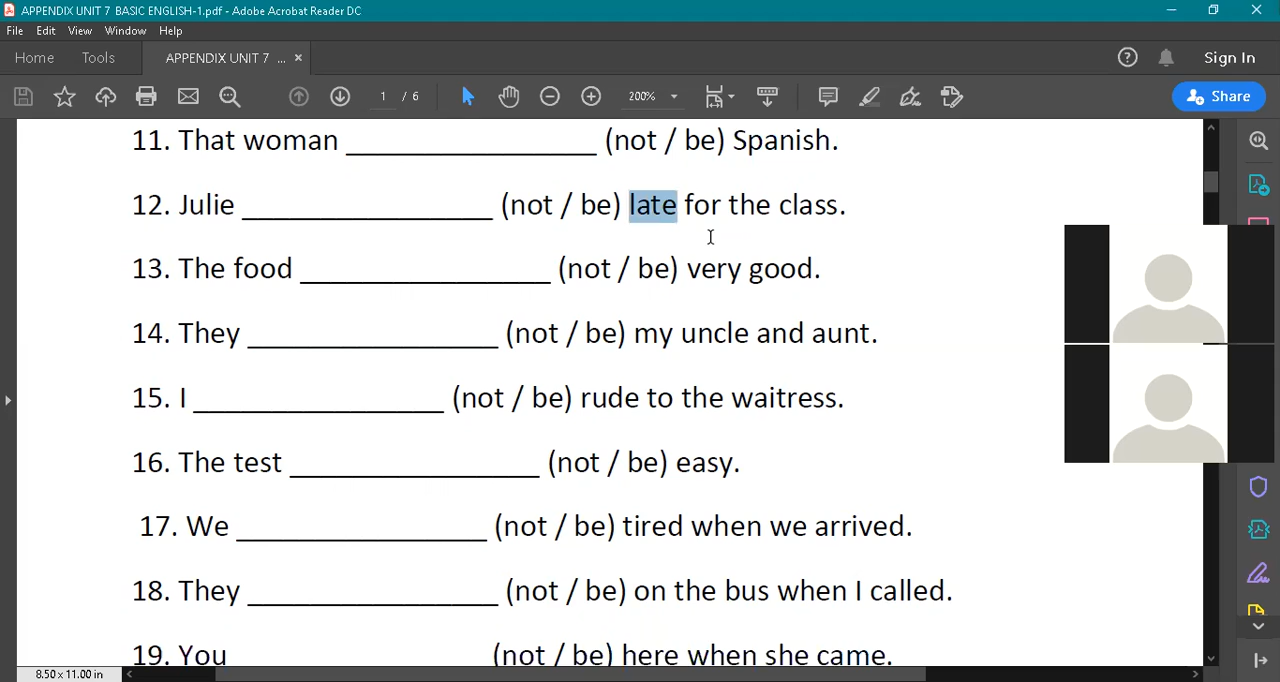 APPENDIX UNIT 7 BASIC ENGLISH-1.pdf - Adobe Acrobat Reader DC
File Edit View Window Help
Home Tools APPENDIX UNIT 7 ... × Sign In
1 / 6 200% Share
11. That woman __________________ (not / be) Spanish.
12. Julie __________________ (not / be) late for the class.
13. The food __________________ (not / be) very good.
14. They __________________ (not / be) my uncle and aunt.
15. I __________________ (not / be) rude to the waitress.
16. The test __________________ (not / be) easy.
17. We __________________ (not / be) tired when we arrived.
18. They __________________ (not / be) on the bus when I called.
19. You __________________ (not / be) here when she came.
8.50 x 11.00 in